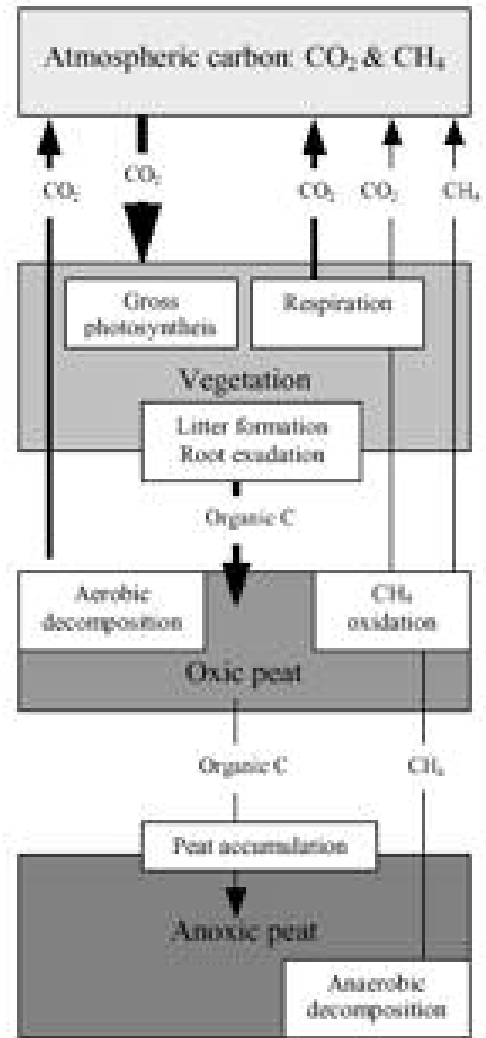 Atmospheric carbon: CO₂ & CH₄
CO₂
CO₂
CO₂
CO₂
CH₄
Gross
photosyntheis
Respiration
Vegetation
Litter formation
Root exudation
Organic C
Aerobic
decomposition
CH₄
oxidation
Oxic peat
Organic C
CH₄
Peat accumulation
Anoxic peat
Anaerobic
decomposition